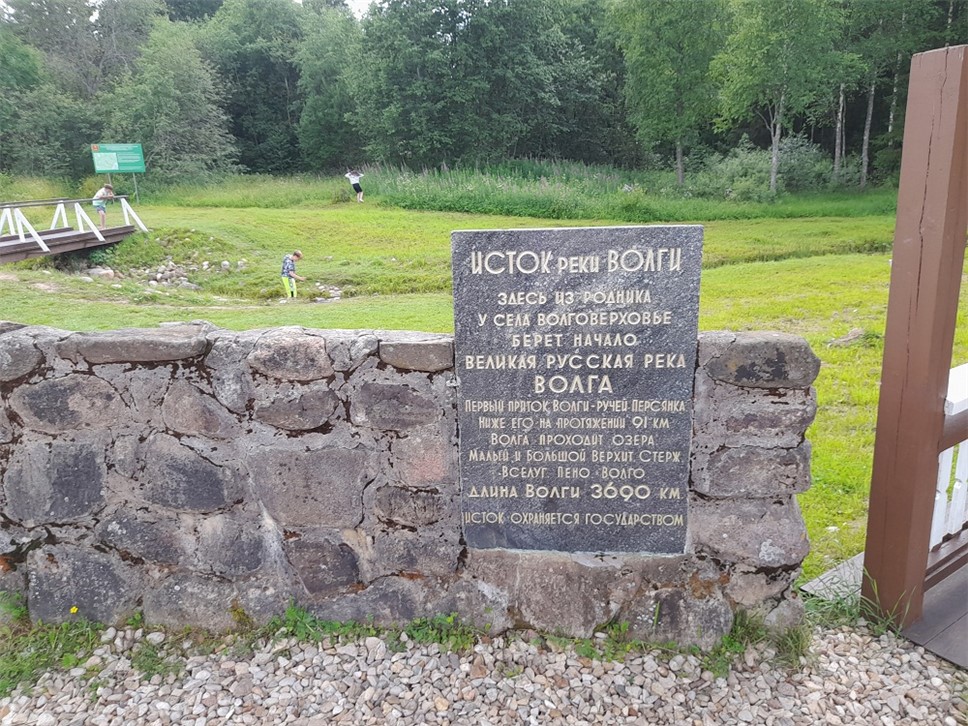 ИСТОК РЕКИ ВОЛГИ
ЗДЕСЬ ИЗ РОДНИКА
У СЕЛА ВОЛГОВЕРХОВЬЕ
БЕРЕТ НАЧАЛО
ВЕЛИКАЯ РУССКАЯ РЕКА
ВОЛГА
ПЕРВЫЙ ПРИТОК ВОЛГИ-РУЧЕЙ ПЕРСЯНКА
НИЖЕ ЕГО НА ПРОТЯЖЕНИИ 91 КМ
ВОЛГА ПРОХОДИТ ОЗЕРА:
МАЛЫЙ И БОЛЬШОЙ ВЕРХИТ, СТЕРЖ,
ВСЕЛУГ, ПЕНО, ВОЛГО
ДЛИНА ВОЛГИ 3690 КМ.
ИСТОК ОХРАНЯЕТСЯ ГОСУДАРСТВОМ